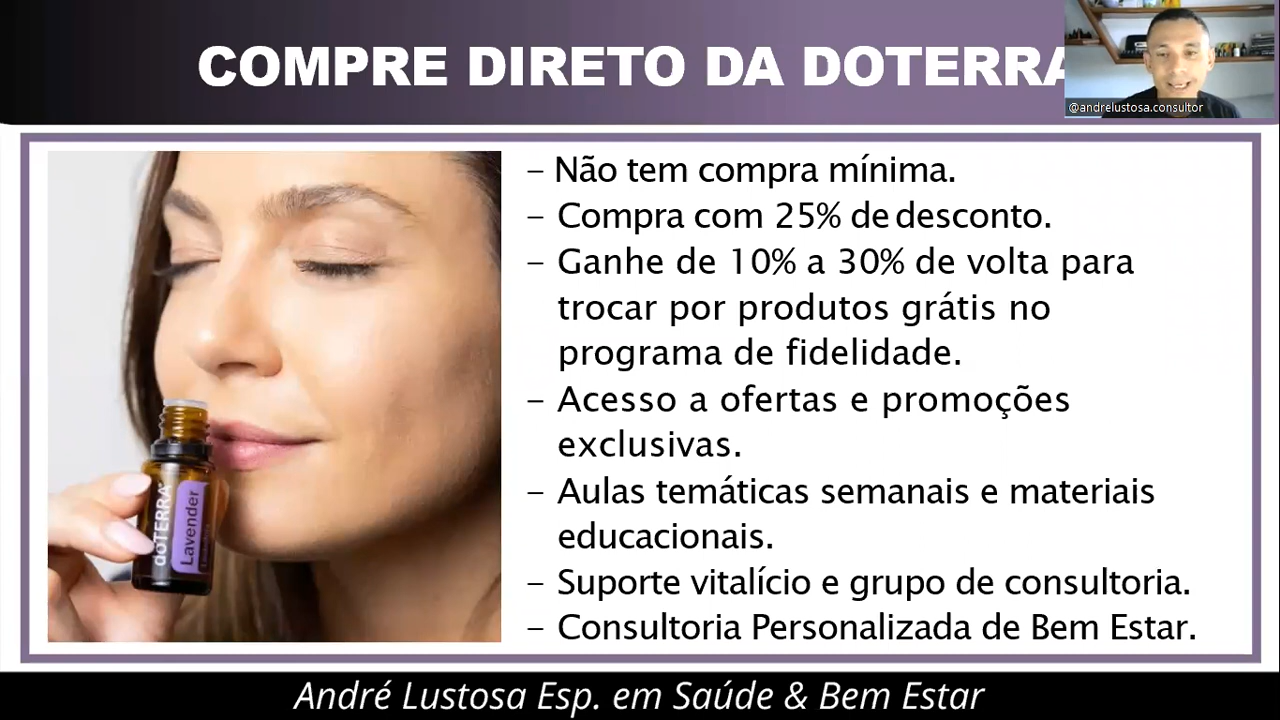 COMPRE DIRETO DA DOTERRA
@andrelustosa.consultor
– Não tem compra mínima.
– Compra com 25% de desconto.
– Ganhe de 10% a 30% de volta para
trocar por produtos grátis no
programa de fidelidade.
– Acesso a ofertas e promoções
exclusivas.
– Aulas temáticas semanais e materiais
educacionais.
– Suporte vitalício e grupo de consultoria.
– Consultoria Personalizada de Bem Estar.
dōTERRA
Lavender
André Lustosa Esp. em Saúde & Bem Estar